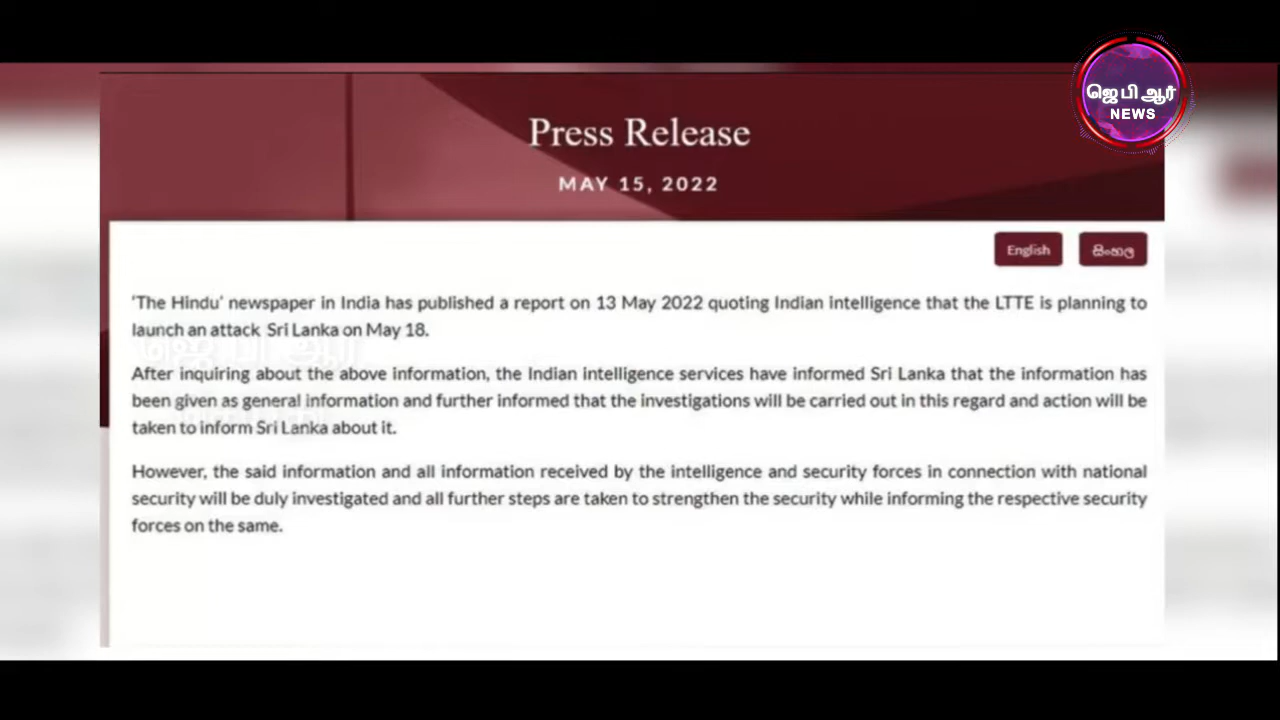 ஜெ பி ஆர்
NEWS
Press Release
MAY 15, 2022
English
සිංහල
‘The Hindu’ newspaper in India has published a report on 13 May 2022 quoting Indian intelligence that the LTTE is planning to
launch an attack Sri Lanka on May 18.
ஜெ பி ஆர்
After inquiring about the above information, the Indian intelligence services have informed Sri Lanka that the information has
been given as general information and further informed that the investigations will be carried out in this regard and action will be
taken to inform Sri Lanka about it.
However, the said information and all information received by the intelligence and security forces in connection with national
security will be duly investigated and all further steps are taken to strengthen the security while informing the respective security
forces on the same.